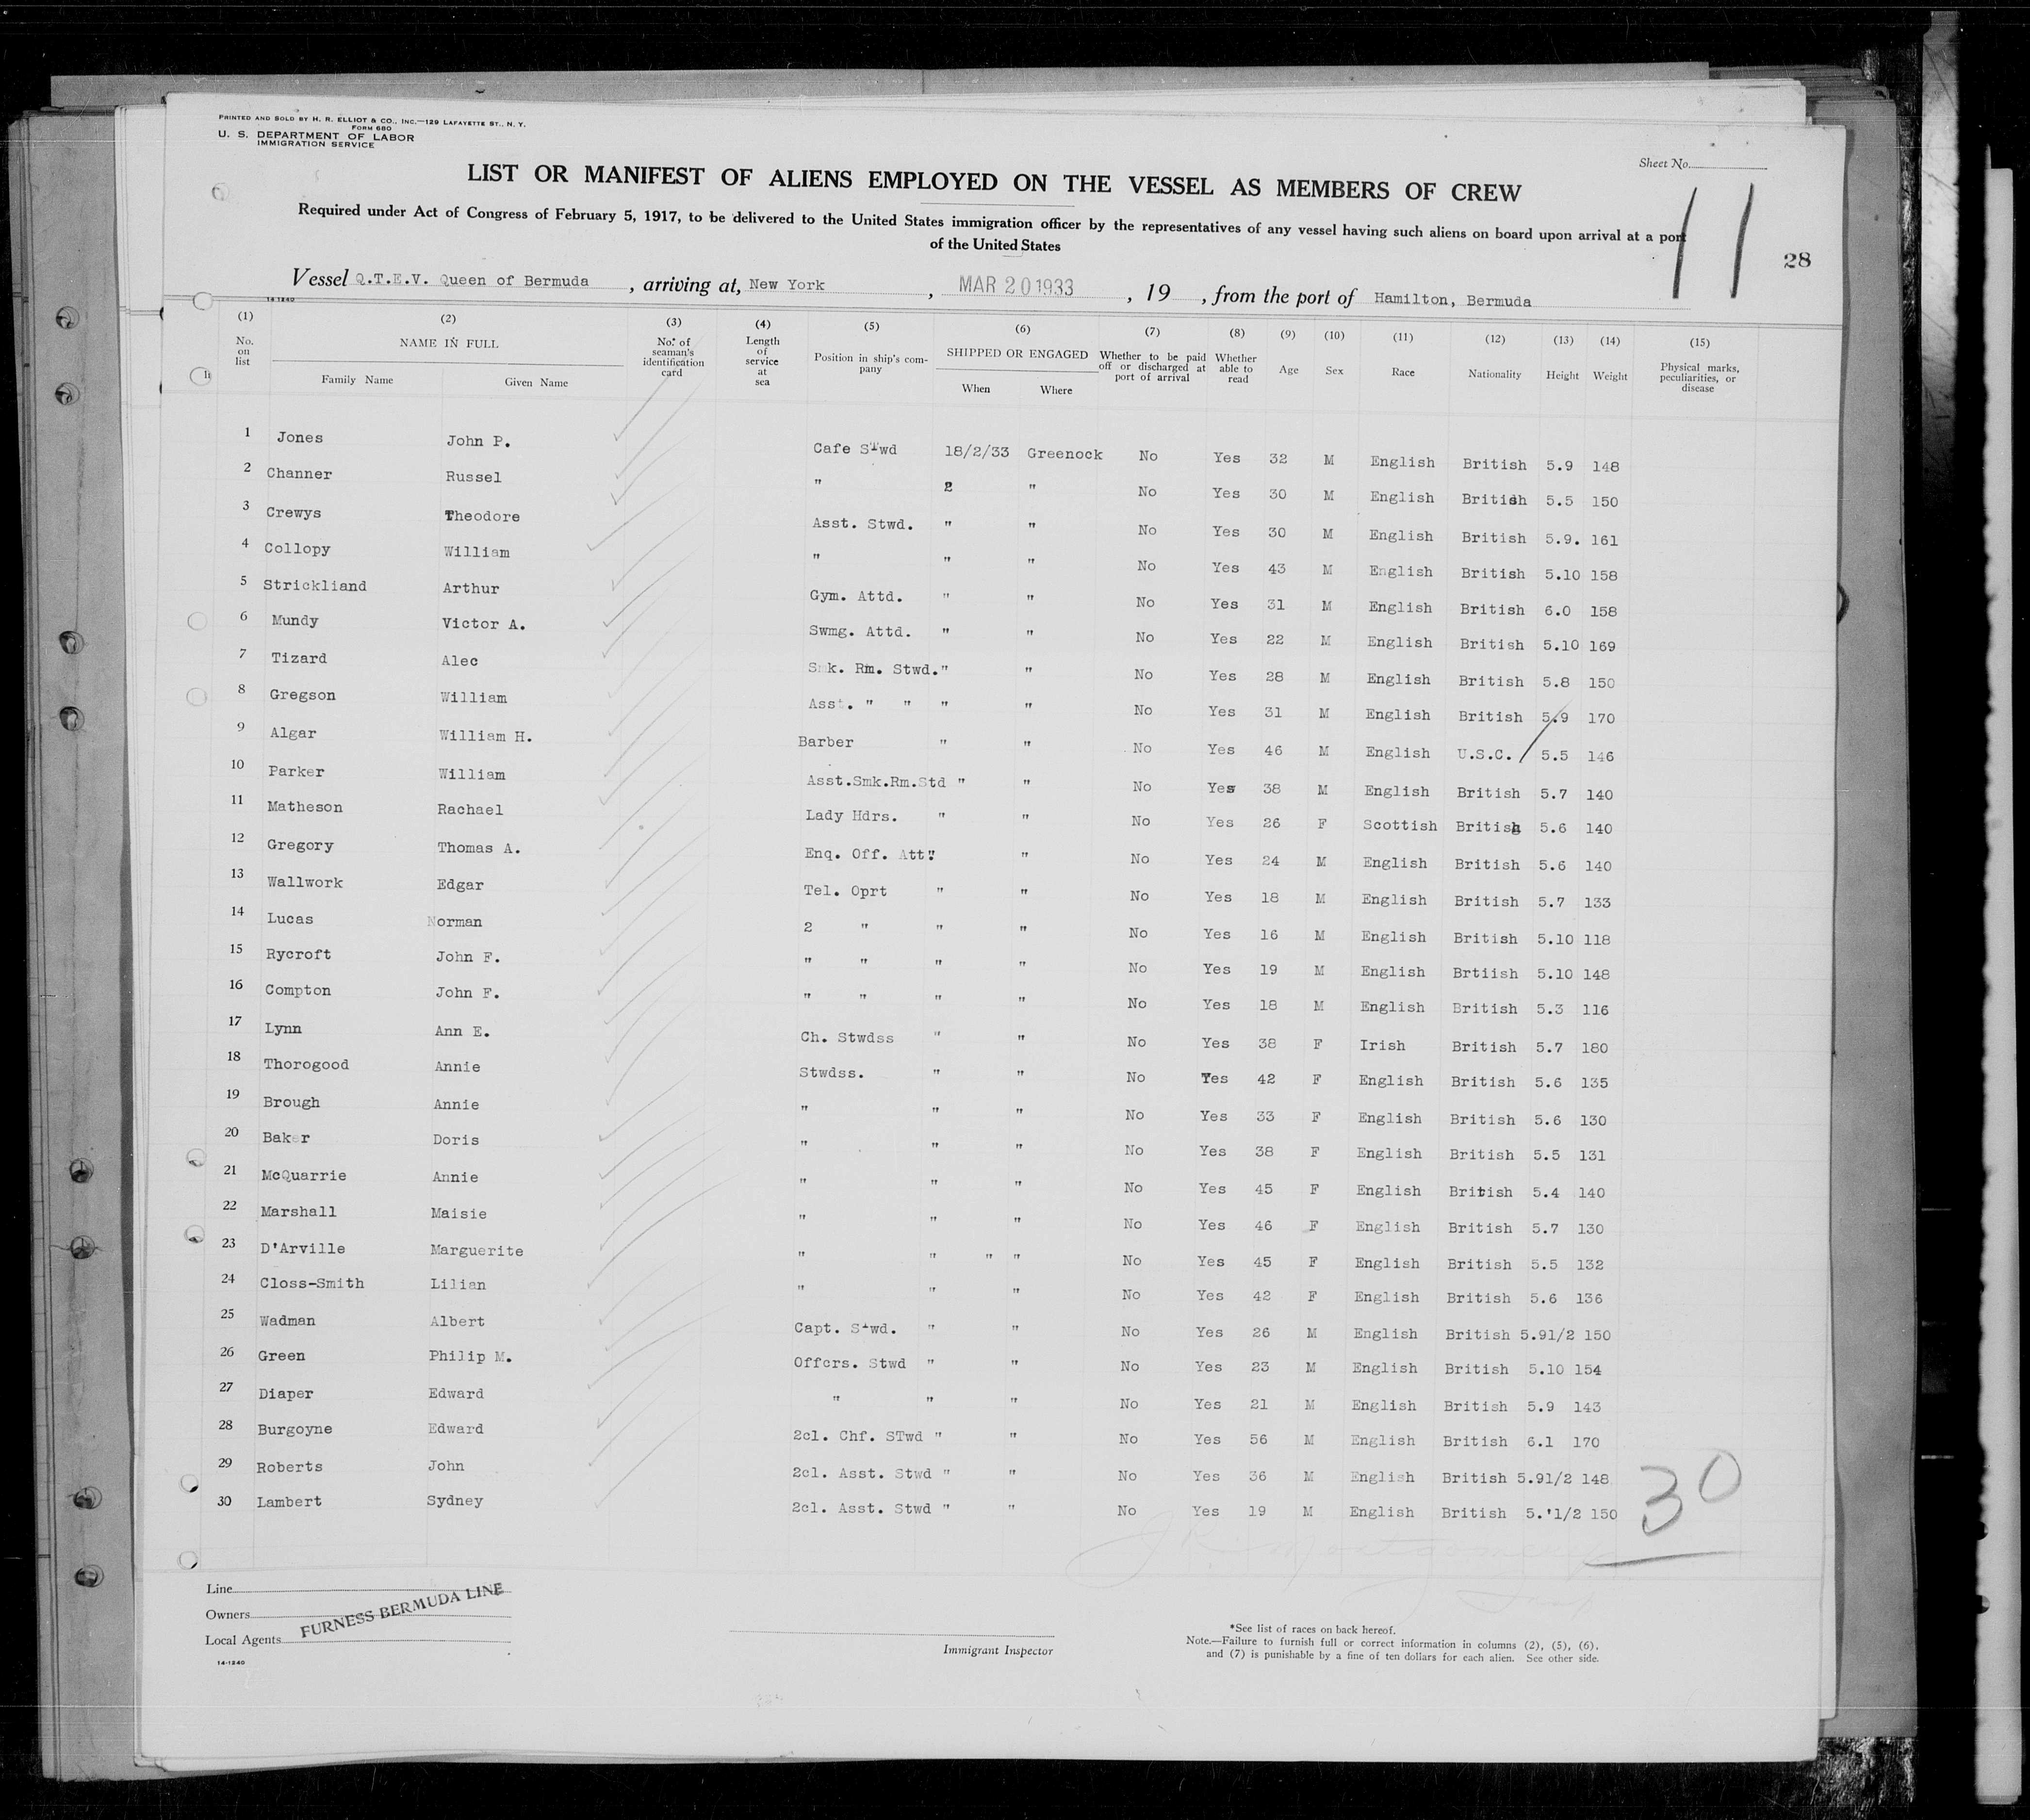 PRINTED AND SOLD BY H. R. ELLIOT & CO., INC.—129 LAFAYETTE ST., N. Y.
FORM 680
U. S. DEPARTMENT OF LABOR
IMMIGRATION SERVICE
Sheet No.
LIST OR MANIFEST OF ALIENS EMPLOYED ON THE VESSEL AS MEMBERS OF CREW
11
Required under Act of Congress of February 5, 1917, to be delivered to the United States immigration officer by the representatives of any vessel having such aliens on board upon arrival at a port
of the United States
28
Vessel Q.T.E.V. Queen of Bermuda , arriving at, New York , MAR 20 1933 , 19 , from the port of Hamilton, Bermuda
14-1240
(1) (2) (3) (4) (5) (6) (7) (8) (9) (10) (11) (12) (13) (14) (15)
No. on list NAME IN FULL Family Name Given Name No. of seaman's identification card Length of service at sea Position in ship's company SHIPPED OR ENGAGED When Where Whether to be paid off or discharged at port of arrival Whether able to read Age Sex Race Nationality Height Weight Physical marks, peculiarities, or disease
1 Jones John P. Cafe Stwd 18/2/33 Greenock No Yes 32 M English British 5.9 148
2 Channer Russel " 2 " No Yes 30 M English British 5.5 150
3 Crewys Theodore Asst. Stwd. " " No Yes 30 M English British 5.9. 161
4 Collopy William " " " No Yes 43 M English British 5.10 158
5 Strickliand Arthur Gym. Attd. " " No Yes 31 M English British 6.0 158
6 Mundy Victor A. Swmg. Attd. " " No Yes 22 M English British 5.10 169
7 Tizard Alec Smk. Rm. Stwd. " " No Yes 28 M English British 5.8 150
8 Gregson William Asst. " " " " No Yes 31 M English British 5.9 170
9 Algar William H. Barber " " No Yes 46 M English U.S.C. 5.5 146
10 Parker William Asst.Smk.Rm.Std " " No Yes 38 M English British 5.7 140
11 Matheson Rachael Lady Hdrs. " " No Yes 26 F Scottish British 5.6 140
12 Gregory Thomas A. Enq. Off. Att. " " No Yes 24 M English British 5.6 140
13 Wallwork Edgar Tel. Oprt " " No Yes 18 M English British 5.7 133
14 Lucas Norman 2 " " " No Yes 16 M English British 5.10 118
15 Rycroft John F. " " " " No Yes 19 M English Brtiish 5.10 148
16 Compton John F. " " " " No Yes 18 M English British 5.3 116
17 Lynn Ann E. Ch. Stwdss " " No Yes 38 F Irish British 5.7 180
18 Thorogood Annie Stwdss. " " No Yes 42 F English British 5.6 135
19 Brough Annie " " " No Yes 33 F English British 5.6 130
20 Baker Doris " " " No Yes 38 F English British 5.5 131
21 McQuarrie Annie " " " No Yes 45 F English British 5.4 140
22 Marshall Maisie " " " No Yes 46 F English British 5.7 130
23 D'Arville Marguerite " " " " No Yes 45 F English British 5.5 132
24 Closs-Smith Lilian " " " No Yes 42 F English British 5.6 136
25 Wadman Albert Capt. Stwd. " " No Yes 26 M English British 5.91/2 150
26 Green Philip M. Offcrs. Stwd " " No Yes 23 M English British 5.10 154
27 Diaper Edward " " " No Yes 21 M English British 5.9 143
28 Burgoyne Edward 2cl. Chf. STwd " " No Yes 56 M English British 6.1 170
29 Roberts John 2cl. Asst. Stwd " " No Yes 36 M English British 5.91/2 148
30 Lambert Sydney 2cl. Asst. Stwd " " No Yes 19 M English British 5.'1/2 150
30
Line
Owners
Local Agents
FURNESS BERMUDA LINE
14-1240
Immigrant Inspector
*See list of races on back hereof.
Note.—Failure to furnish full or correct information in columns (2), (5), (6),
and (7) is punishable by a fine of ten dollars for each alien. See other side.